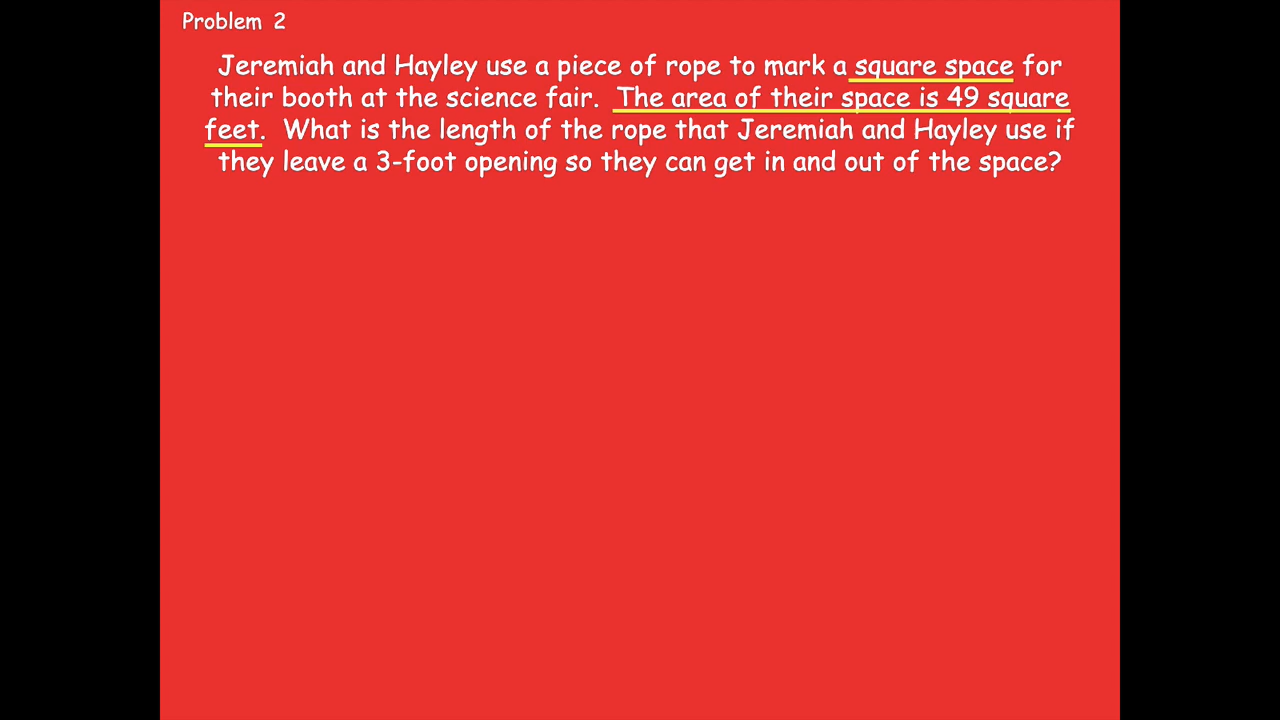 Problem 2
Jeremiah and Hayley use a piece of rope to mark a square space for
their booth at the science fair. The area of their space is 49 square
feet. What is the length of the rope that Jeremiah and Hayley use if
they leave a 3-foot opening so they can get in and out of the space?